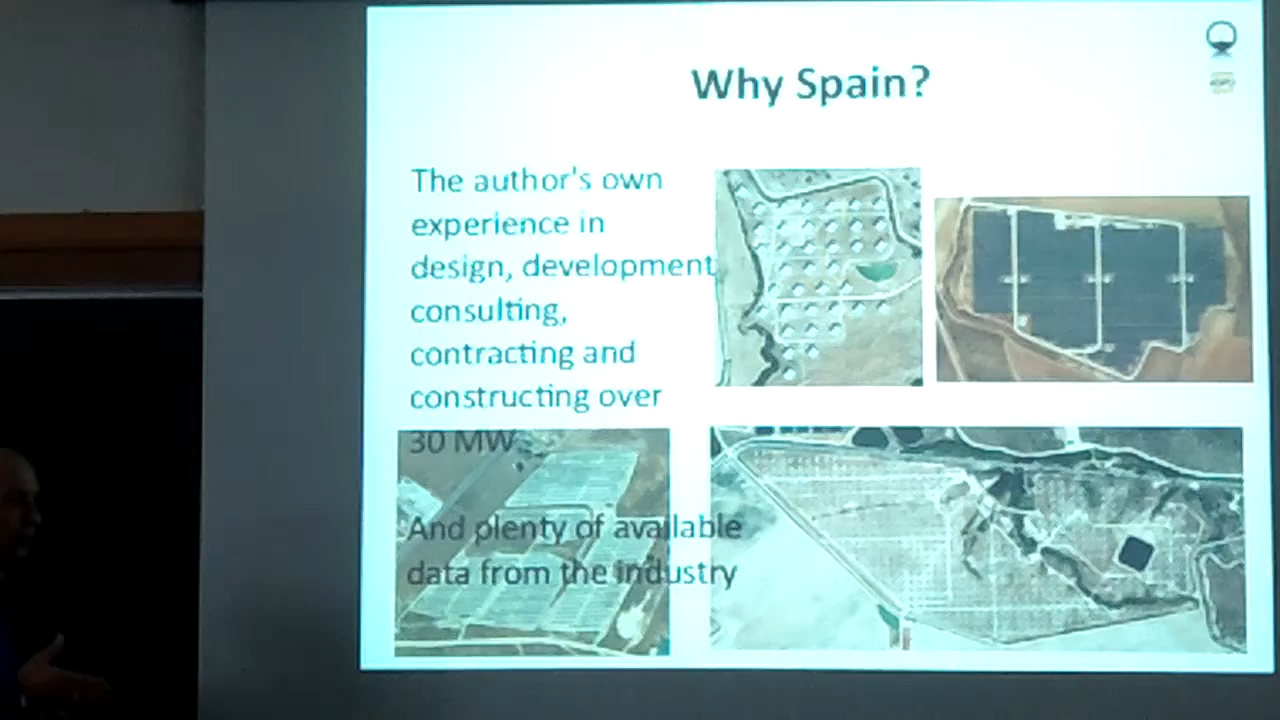 Why Spain?
The author's own
experience in
design, development
consulting,
contracting and
constructing over
30 MW
And plenty of available
data from the industry